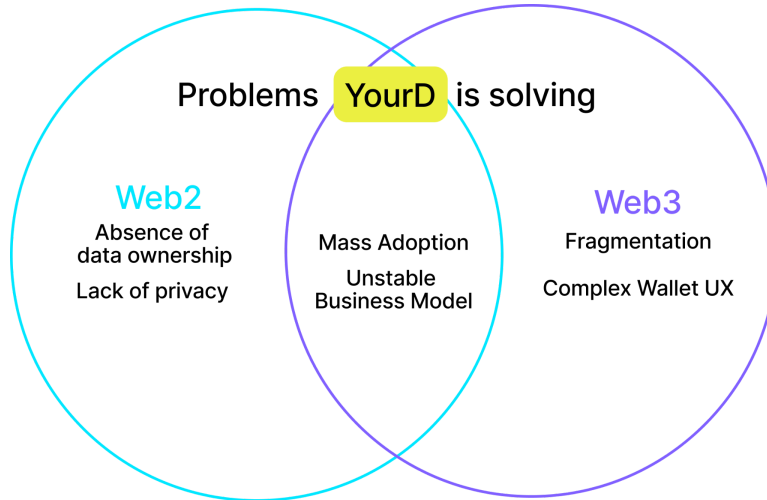 Problems YourD is solving
Web2
Absence of
data ownership
Lack of privacy
Mass Adoption
Unstable
Business Model
Web3
Fragmentation
Complex Wallet UX